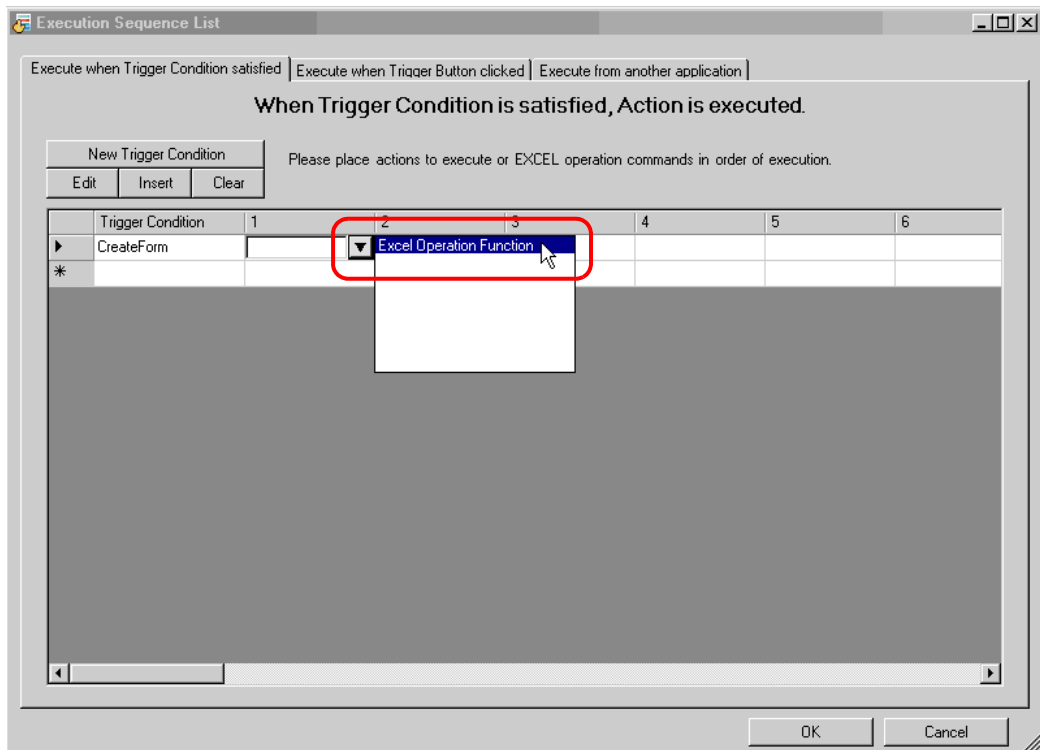 Execution Sequence List
Execute when Trigger Condition satisfied Execute when Trigger Button clicked Execute from another application
When Trigger Condition is satisfied, Action is executed.
New Trigger Condition
Please place actions to execute or EXCEL operation commands in order of execution.
Edit Insert Clear
Trigger Condition 1 2 3 4 5 6
CreateForm Excel Operation Function
OK Cancel